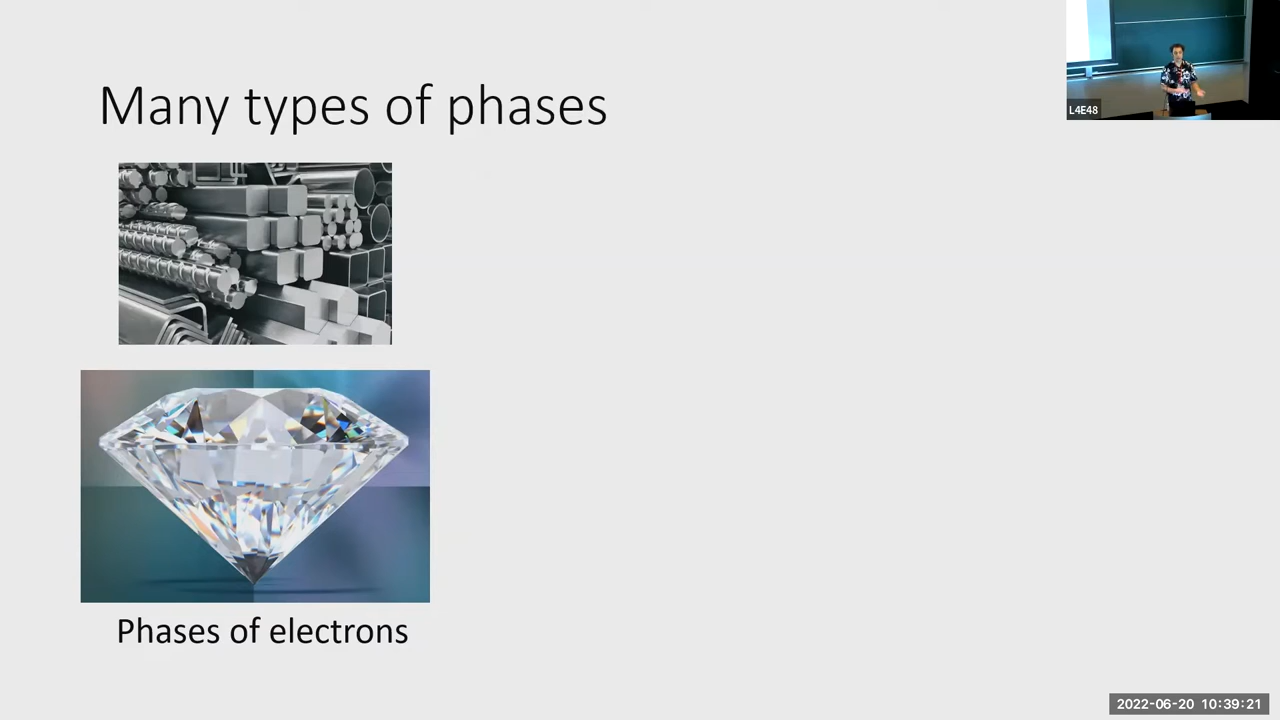 Many types of phases
L4E48
Phases of electrons
2022-06-20 10:39:21